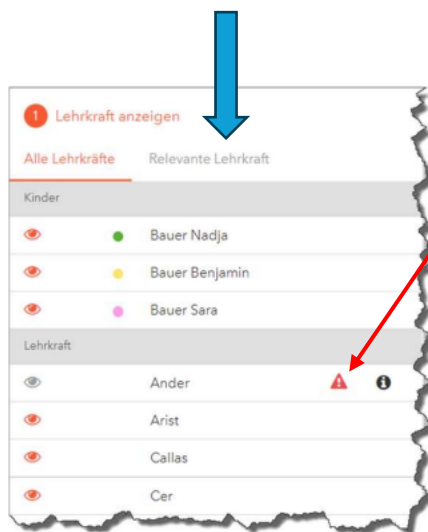 1 Lehrkraft anzeigen
Alle Lehrkräfte Relevante Lehrkraft
Kinder
Bauer Nadja
Bauer Benjamin
Bauer Sara
Lehrkraft
Ander
Arist
Callas
Cer